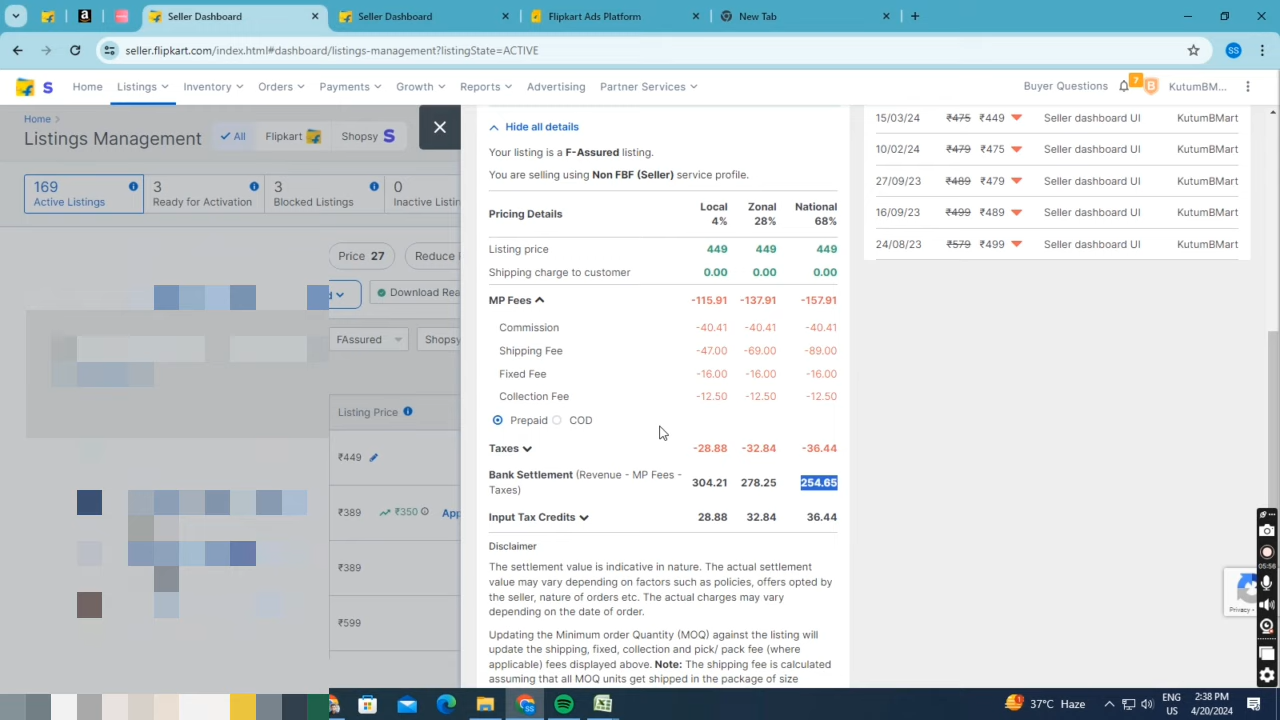 Seller Dashboard
Seller Dashboard
Flipkart Ads Platform
New Tab
seller.flipkart.com/index.html#dashboard/listings-management?listingState=ACTIVE
SS
Home Listings Inventory Orders Payments Growth Reports Advertising Partner Services Buyer Questions 7 B KutumBM...
Home >
Listings Management
All Flipkart Shopsy S
169
Active Listings
3
Ready for Activation
3
Blocked Listings
0
Inactive Listin
Price 27
Reduce
Download Rea
FAssured
Shopsy
Listing Price
₹449
₹389 ₹350 App
₹389
₹599
Hide all details
Your listing is a F-Assured listing.
You are selling using Non FBF (Seller) service profile.
Pricing Details Local 4% Zonal 28% National 68%
Listing price 449 449 449
Shipping charge to customer 0.00 0.00 0.00
MP Fees -115.91 -137.91 -157.91
Commission -40.41 -40.41 -40.41
Shipping Fee -47.00 -69.00 -89.00
Fixed Fee -16.00 -16.00 -16.00
Collection Fee -12.50 -12.50 -12.50
Prepaid COD
Taxes -28.88 -32.84 -36.44
Bank Settlement (Revenue - MP Fees -
Taxes) 304.21 278.25 254.65
Input Tax Credits 28.88 32.84 36.44
Disclaimer
The settlement value is indicative in nature. The actual settlement
value may vary depending on factors such as policies, offers opted by
the seller, nature of orders etc. The actual charges may vary
depending on the date of order.
Updating the Minimum order Quantity (MOQ) against the listing will
update the shipping, fixed, collection and pick/ pack fee (where
applicable) fees displayed above. Note: The shipping fee is calculated
assuming that all MOQ units get shipped in the package of size
15/03/24 ₹475 ₹449 Seller dashboard UI KutumBMart
10/02/24 ₹479 ₹475 Seller dashboard UI KutumBMart
27/09/23 ₹489 ₹479 Seller dashboard UI KutumBMart
16/09/23 ₹499 ₹489 Seller dashboard UI KutumBMart
24/08/23 ₹579 ₹499 Seller dashboard UI KutumBMart
05:56
Privacy -
37°C Haze
ENG
US
2:38 PM
4/20/2024